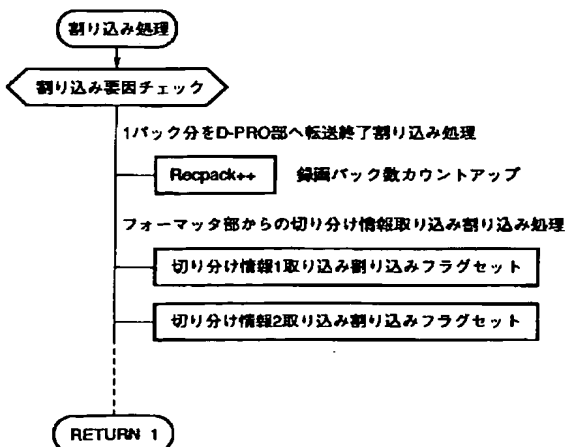 割り込み処理
割り込み要因チェック
1パック分をD-PRO部へ転送終了割り込み処理
Recpack++ 録画パック数カウントアップ
フォーマッタ部からの切り分け情報取り込み割り込み処理
切り分け情報1取り込み割り込みフラグセット
切り分け情報2取り込み割り込みフラグセット
RETURN 1